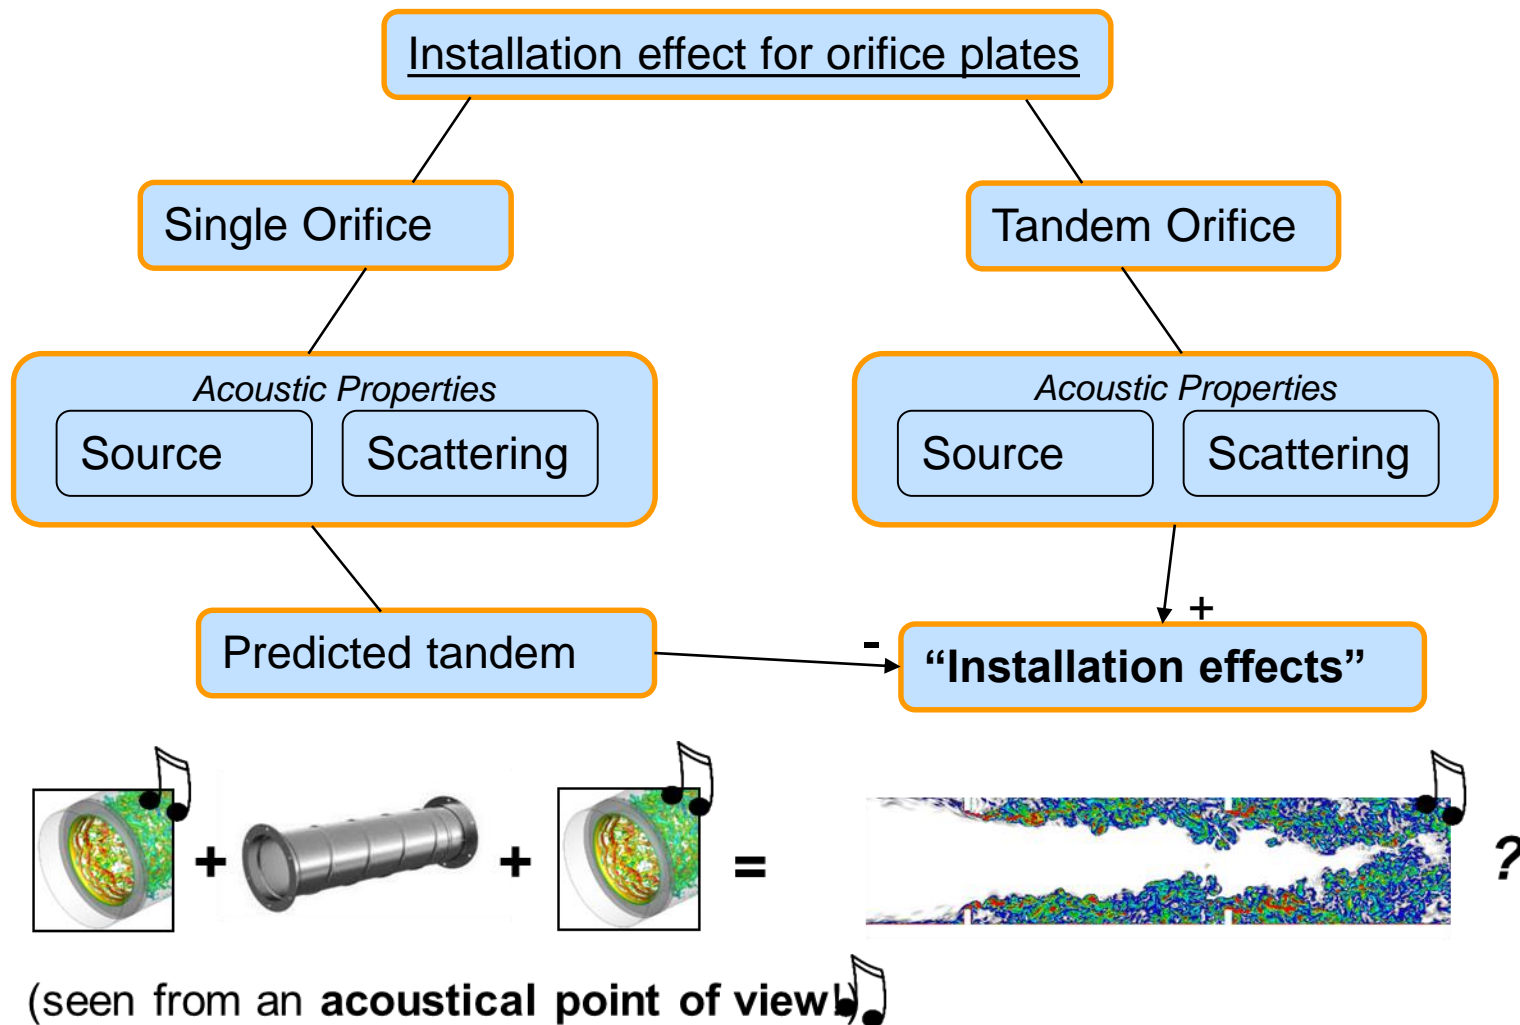 Installation effect for orifice plates
Single Orifice
Tandem Orifice
Acoustic Properties
Source
Scattering
Acoustic Properties
Source
Scattering
Predicted tandem
-
+
“Installation effects”
+ + = ?
(seen from an acoustical point of view!)